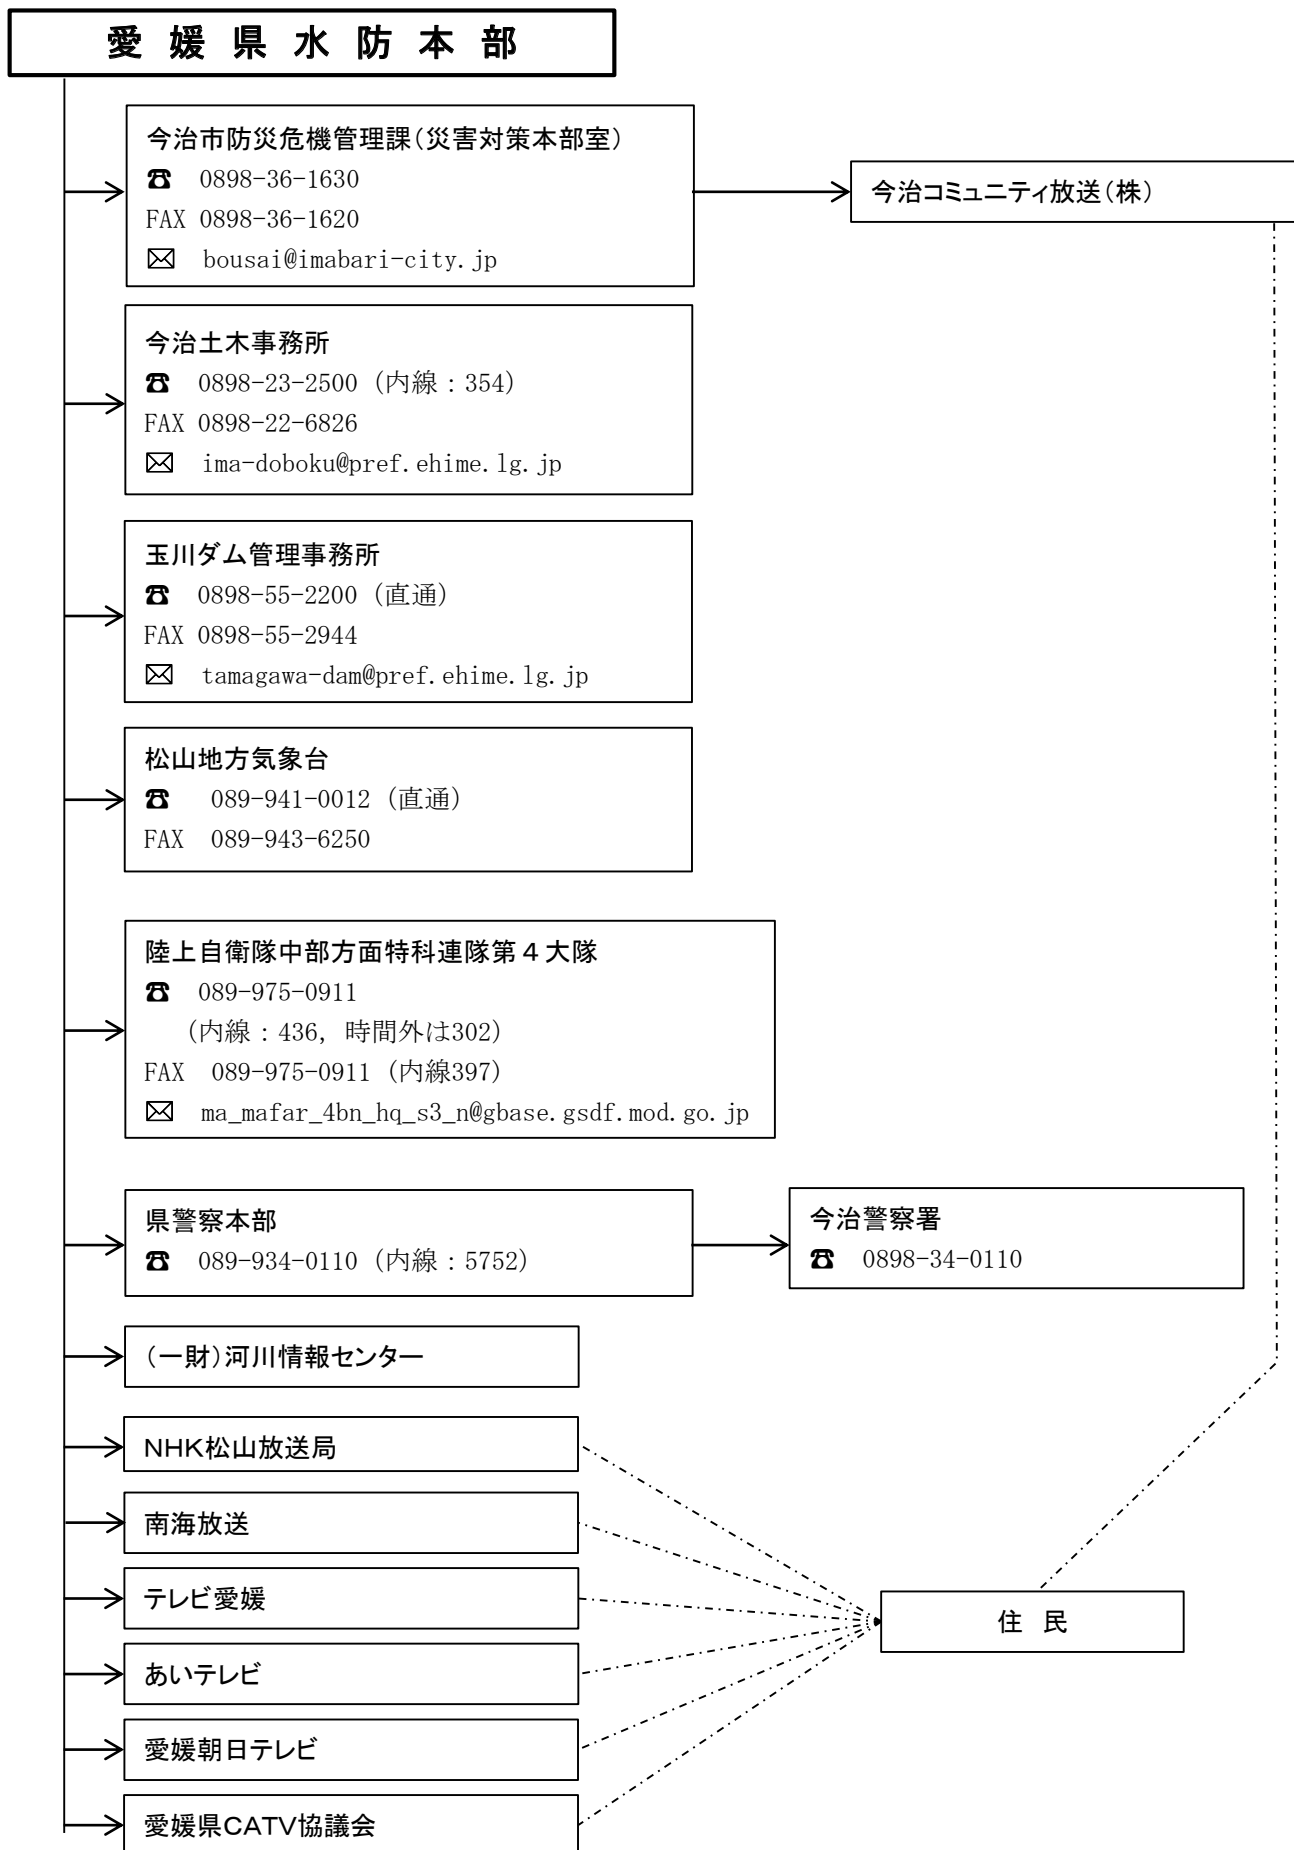 愛媛県水防本部
今治市防災危機管理課（災害対策本部室）
☎ 0898-36-1630
FAX 0898-36-1620
✉ bousai@imabari-city.jp
今治コミュニティ放送（株）
今治土木事務所
☎ 0898-23-2500（内線：354）
FAX 0898-22-6826
✉ ima-doboku@pref.ehime.lg.jp
玉川ダム管理事務所
☎ 0898-55-2200（直通）
FAX 0898-55-2944
✉ tamagawa-dam@pref.ehime.lg.jp
松山地方気象台
☎ 089-941-0012（直通）
FAX 089-943-6250
陸上自衛隊中部方面特科連隊第４大隊
☎ 089-975-0911
（内線：436，時間外は302）
FAX 089-975-0911（内線397）
✉ ma_mafar_4bn_hq_s3_n@gbase.gsdf.mod.go.jp
県警察本部
☎ 089-934-0110（内線：5752）
今治警察署
☎ 0898-34-0110
（一財）河川情報センター
NHK松山放送局
南海放送
テレビ愛媛
住 民
あいテレビ
愛媛朝日テレビ
愛媛県CATV協議会